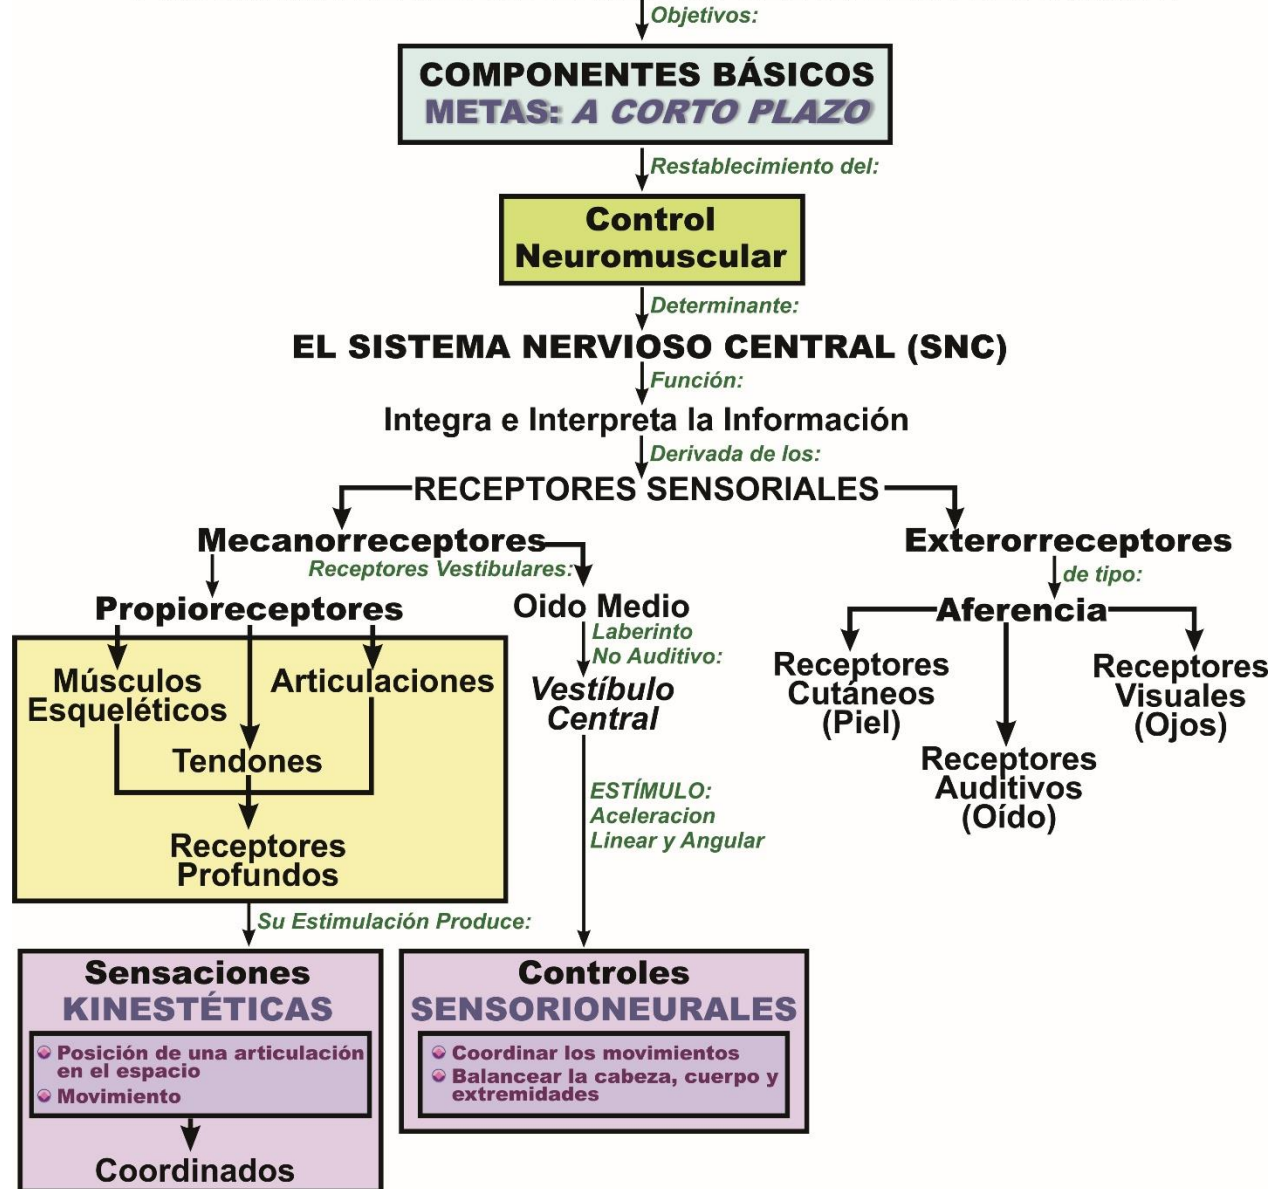 Objetivos:
COMPONENTES BÁSICOS
METAS: A CORTO PLAZO
Restablecimiento del:
Control
Neuromuscular
Determinante:
EL SISTEMA NERVIOSO CENTRAL (SNC)
Función:
Integra e Interpreta la Información
Derivada de los:
RECEPTORES SENSORIALES
Mecanorreceptores
Receptores Vestibulares:
Propioreceptores
Músculos
Esqueléticos
Articulaciones
Tendones
Receptores
Profundos
Su Estimulación Produce:
Sensaciones
KINESTÉTICAS
Posición de una articulación
en el espacio
Movimiento
Coordinados
Oido Medio
Laberinto
No Auditivo:
Vestíbulo
Central
ESTÍMULO:
Aceleracion
Linear y Angular
Controles
SENSORIONEURALES
Coordinar los movimientos
Balancear la cabeza, cuerpo y
extremidades
Exterorreceptores
de tipo:
Aferencia
Receptores
Cutáneos
(Piel)
Receptores
Auditivos
(Oído)
Receptores
Visuales
(Ojos)